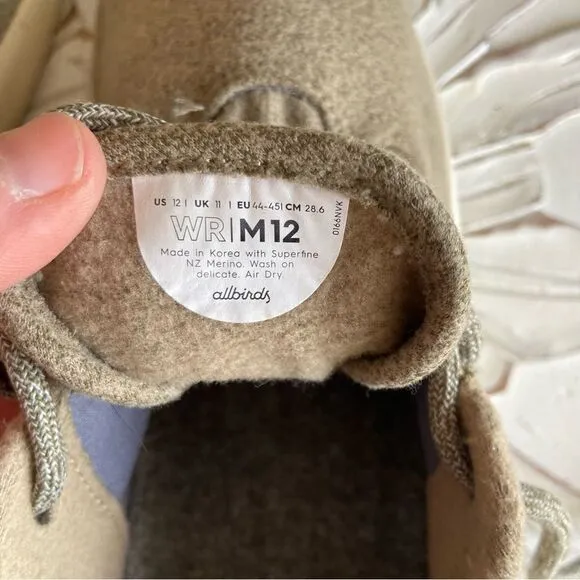 US 12 | UK 11 | EU 44-45 | CM 28.6
WR|M12
Made in Korea with Superfine
NZ Merino. Wash on
delicate. Air Dry.
allbirds
0166NVK